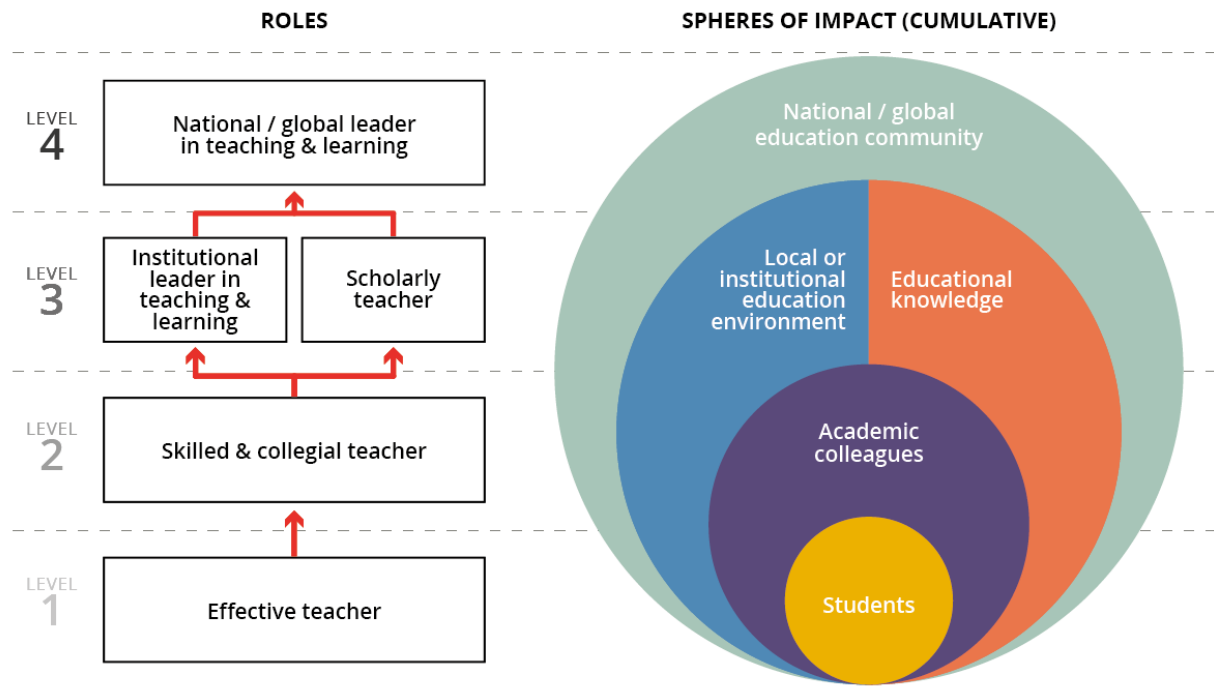 ROLES
SPHERES OF IMPACT (CUMULATIVE)
LEVEL
4
National / global leader
in teaching & learning
LEVEL
3
Institutional
leader in
teaching &
learning
Scholarly
teacher
LEVEL
2
Skilled & collegial teacher
LEVEL
1
Effective teacher
National / global
education community
Local or
institutional
education
environment
Educational
knowledge
Academic
colleagues
Students